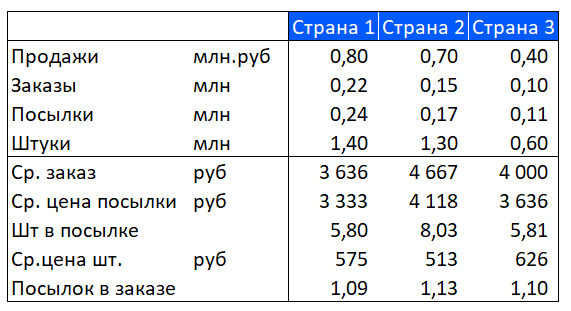 Страна 1 Страна 2 Страна 3
Продажи млн.руб 0,80 0,70 0,40
Заказы млн 0,22 0,15 0,10
Посылки млн 0,24 0,17 0,11
Штуки млн 1,40 1,30 0,60
Ср. заказ руб 3 636 4 667 4 000
Ср. цена посылки руб 3 333 4 118 3 636
Шт в посылке 5,80 8,03 5,81
Ср.цена шт. руб 575 513 626
Посылок в заказе 1,09 1,13 1,10